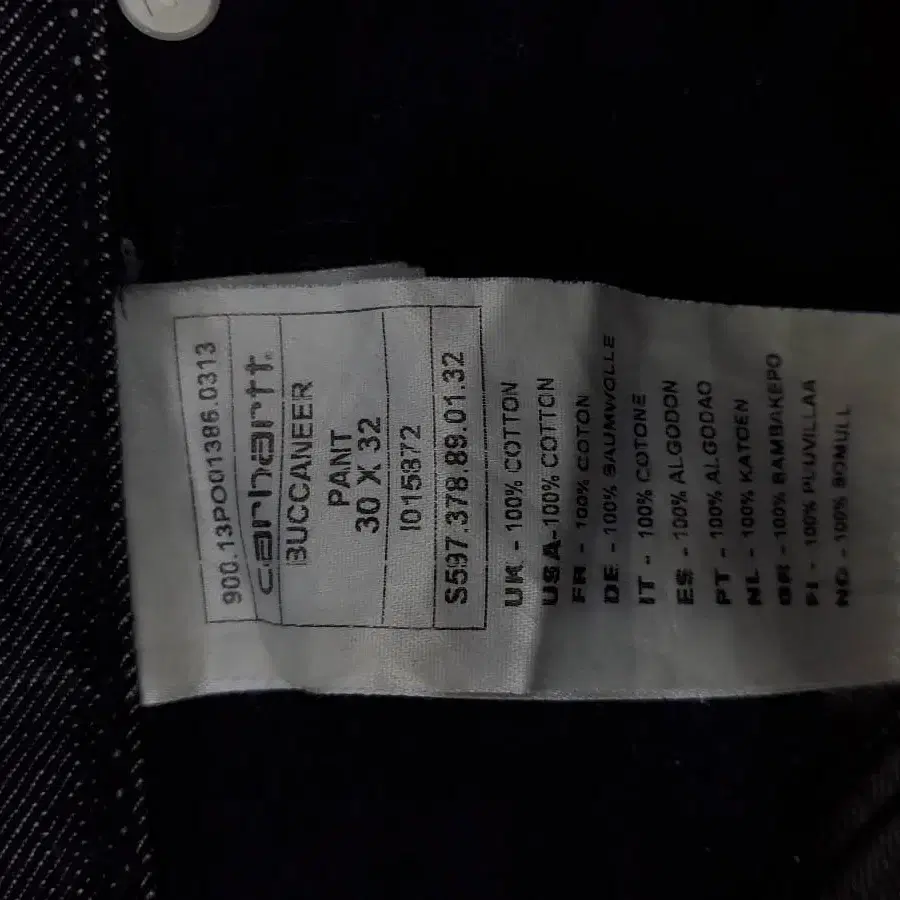 900.13PO001386.0313
carhartt.
BUCCANEER
PANT
30 X 32
I015872
S597.378.89.01.32
UK - 100% COTTON
USA - 100% COTTON
FR - 100% COTON
DE - 100% BAUMWOLLE
IT - 100% COTONE
ES - 100% ALGODON
PT - 100% ALGODAO
NL - 100% KATOEN
GR - 100% BAMBAKEPO
FI - 100% PUUVILLAA
NO - 100% BOMULL